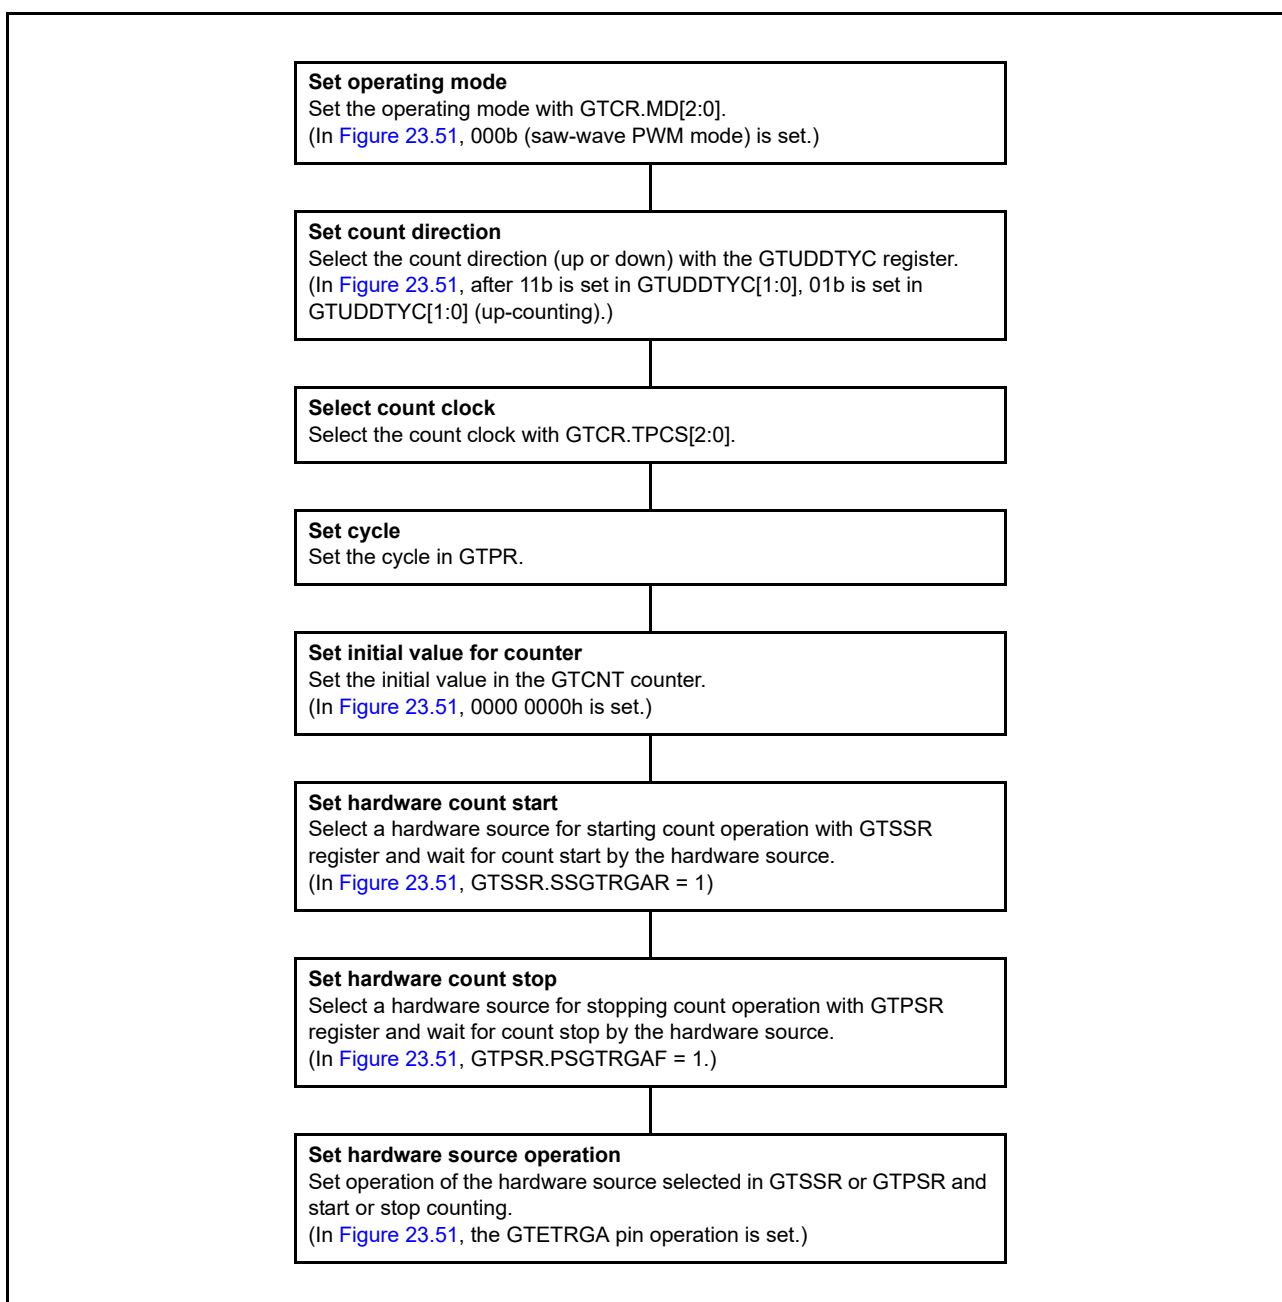 Set operating mode
Set the operating mode with GTCR.MD[2:0].
(In Figure 23.51, 000b (saw-wave PWM mode) is set.)
Set count direction
Select the count direction (up or down) with the GTUDDTYC register.
(In Figure 23.51, after 11b is set in GTUDDTYC[1:0], 01b is set in
GTUDDTYC[1:0] (up-counting).)
Select count clock
Select the count clock with GTCR.TPCS[2:0].
Set cycle
Set the cycle in GTPR.
Set initial value for counter
Set the initial value in the GTCNT counter.
(In Figure 23.51, 0000 0000h is set.)
Set hardware count start
Select a hardware source for starting count operation with GTSSR
register and wait for count start by the hardware source.
(In Figure 23.51, GTSSR.SSGTRGAR = 1)
Set hardware count stop
Select a hardware source for stopping count operation with GTPSR
register and wait for count stop by the hardware source.
(In Figure 23.51, GTPSR.PSGTRGAF = 1.)
Set hardware source operation
Set operation of the hardware source selected in GTSSR or GTPSR and
start or stop counting.
(In Figure 23.51, the GTETRGA pin operation is set.)